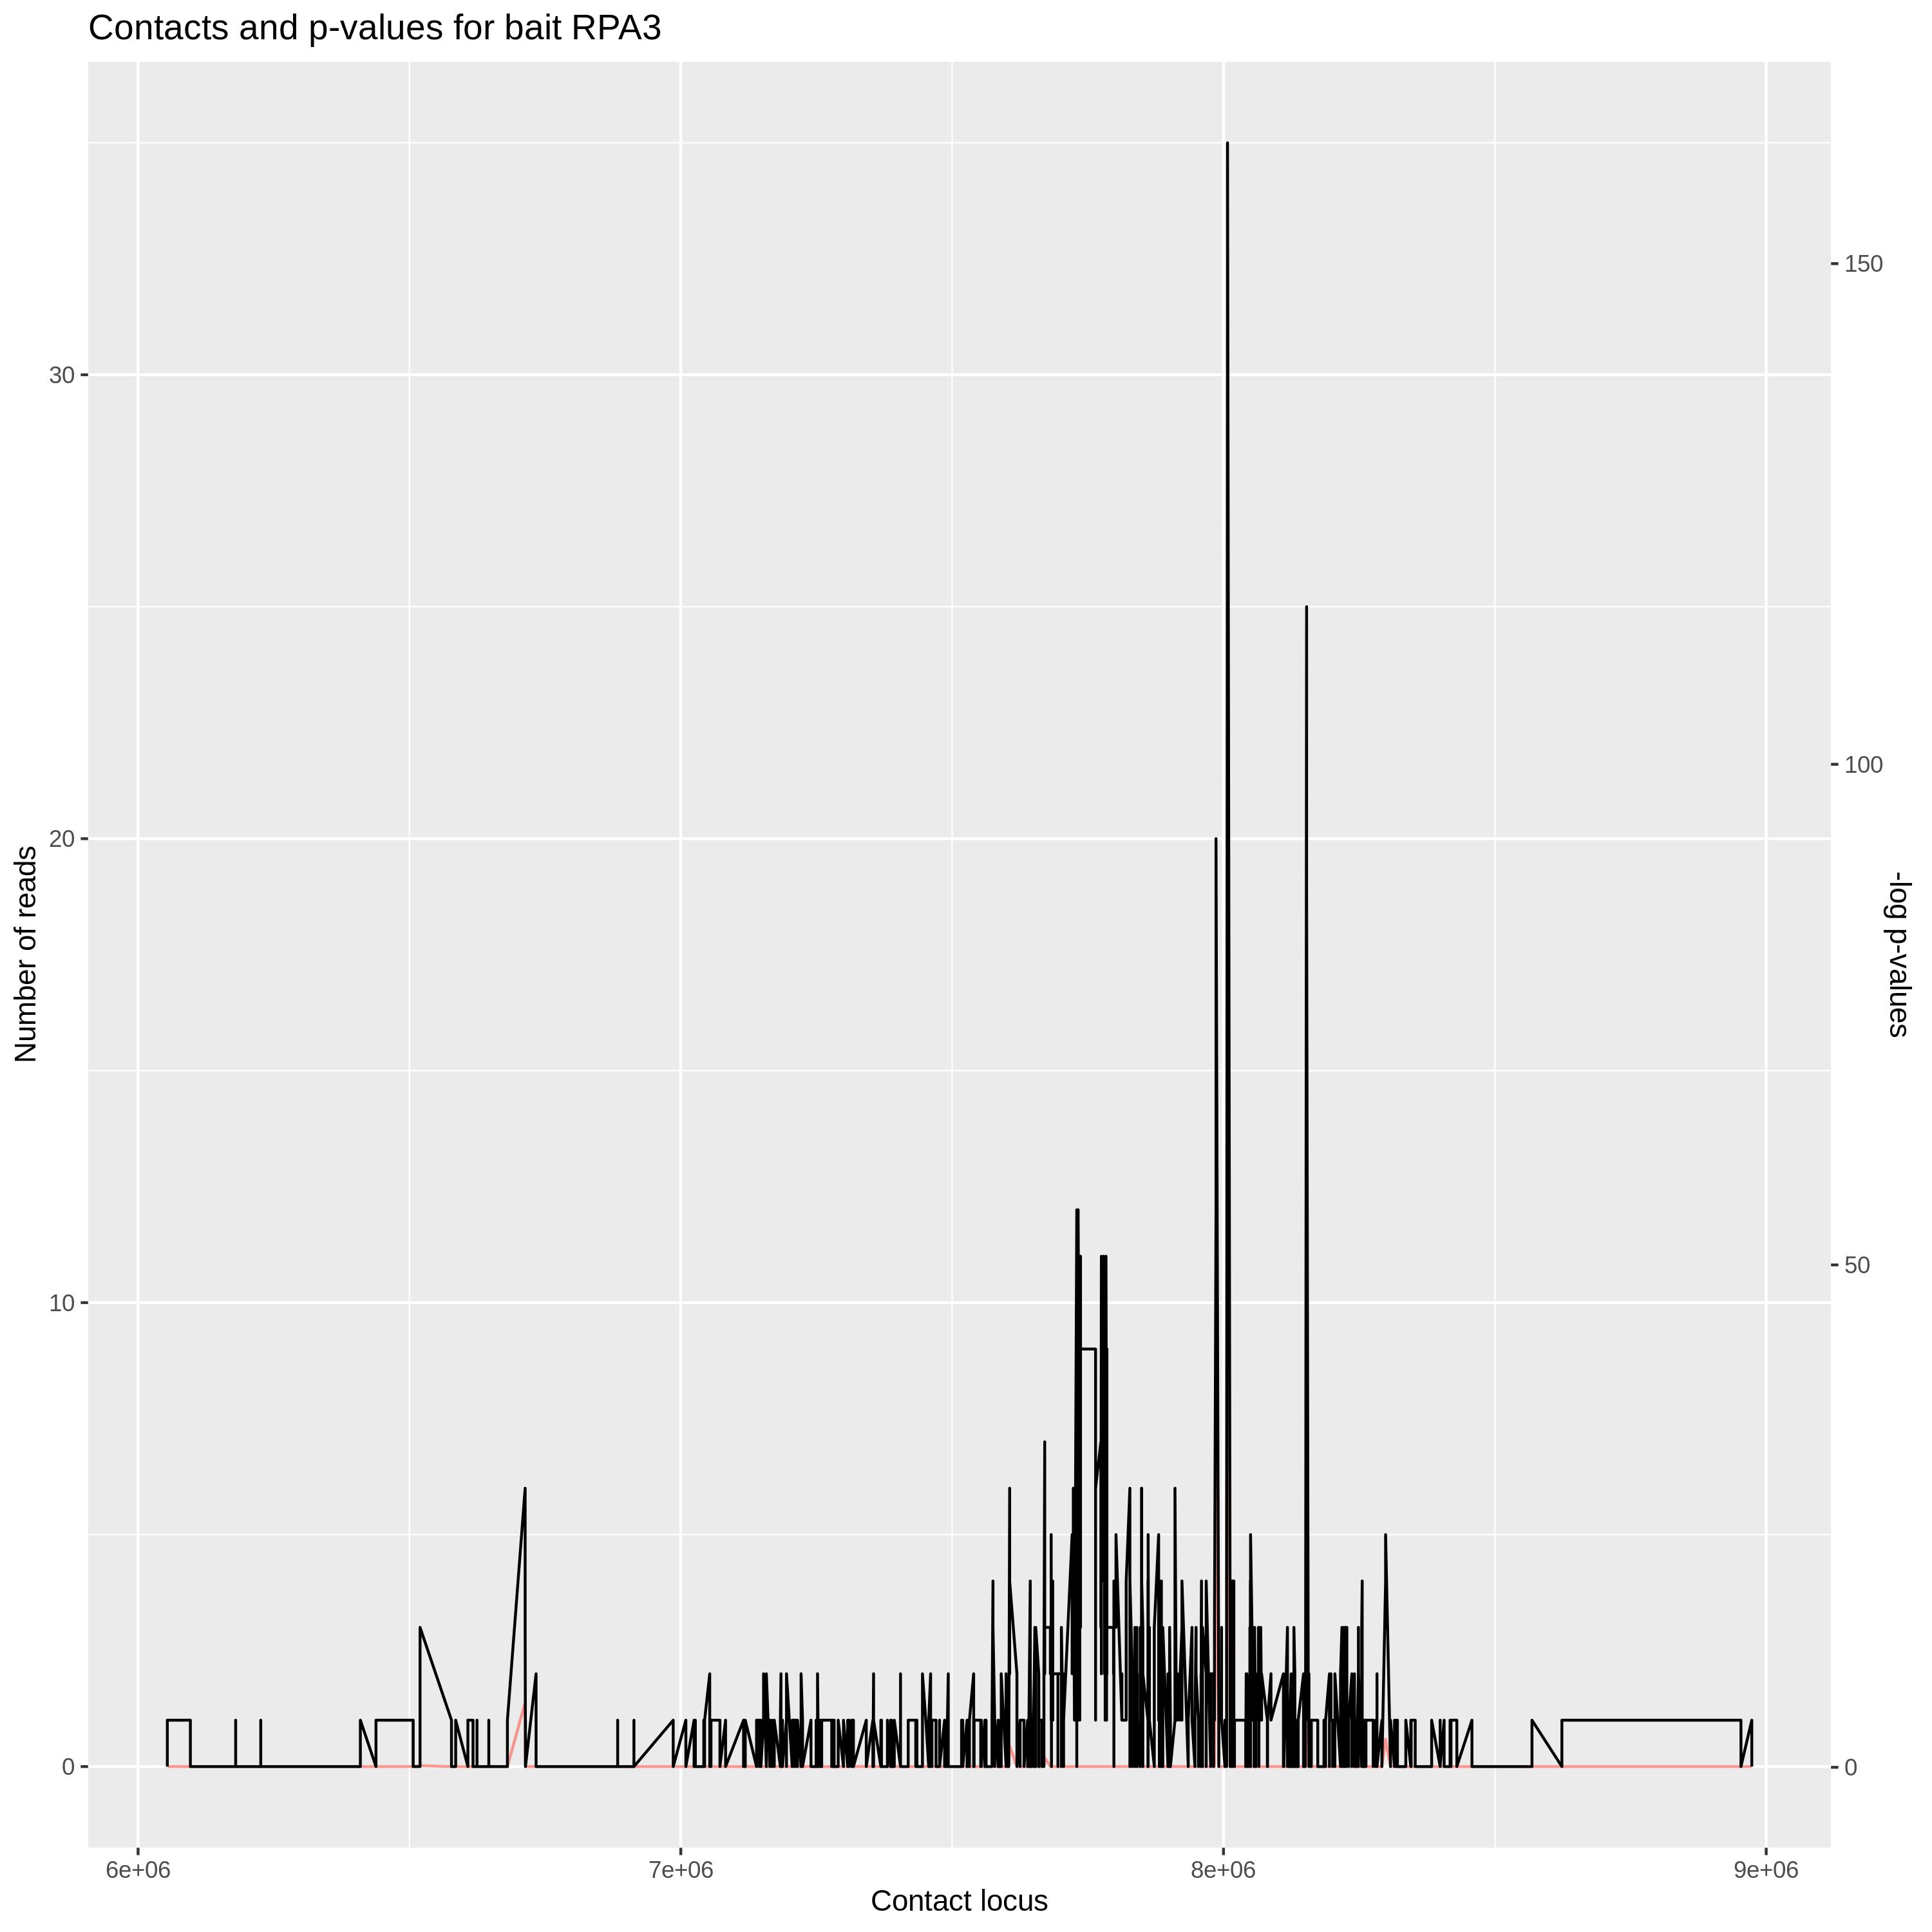 Contacts and p-values for bait RPA3
Number of reads
30
20
10
0
150
100
50
0
-log p-values
6e+06
7e+06
8e+06
9e+06
Contact locus